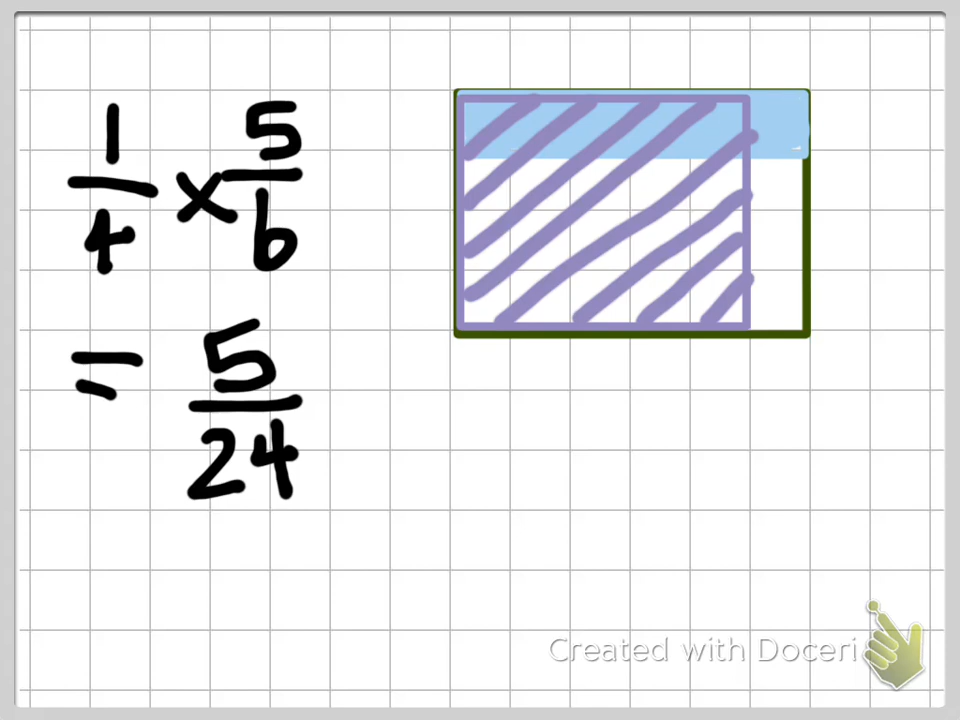 1/4 × 5/6
= 5/24
Created with Doceri